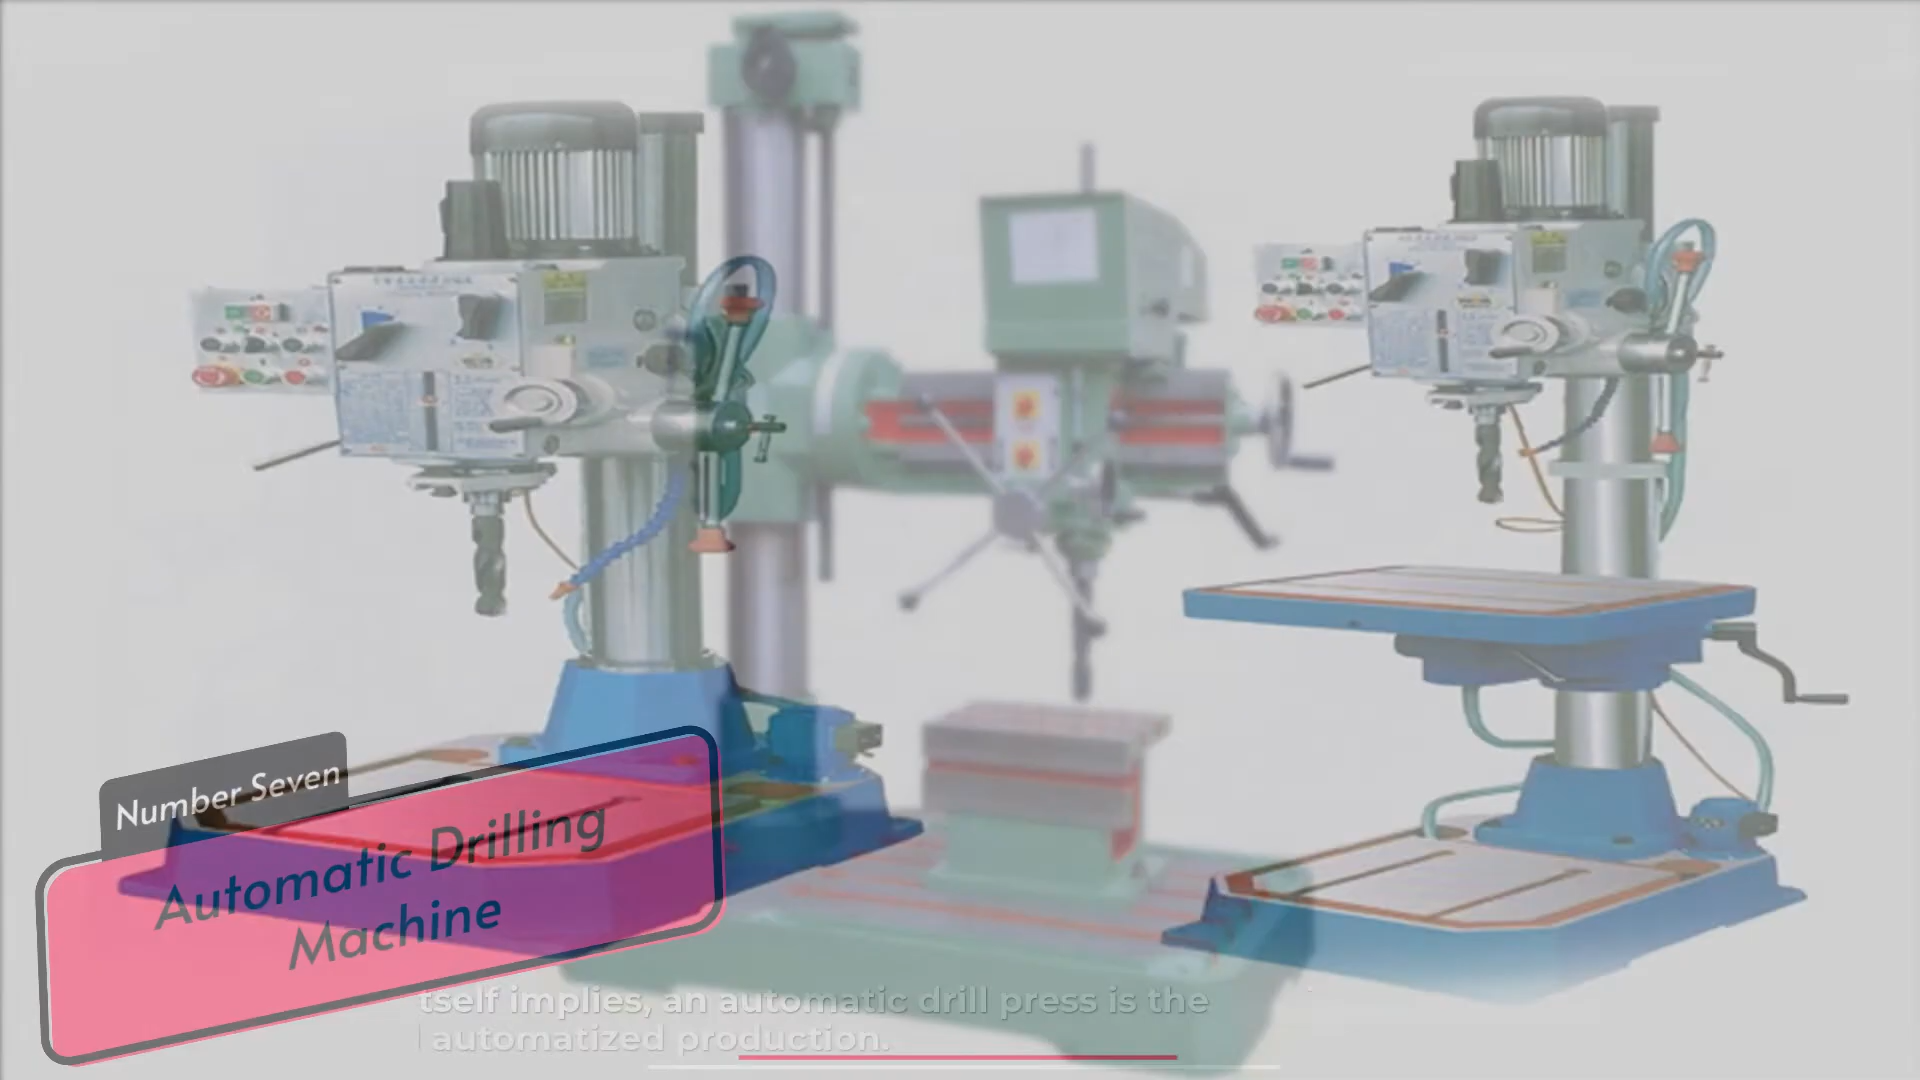 Number Seven
Automatic Drilling
Machine
tself implies, an automatic drill press is the
automatized production.